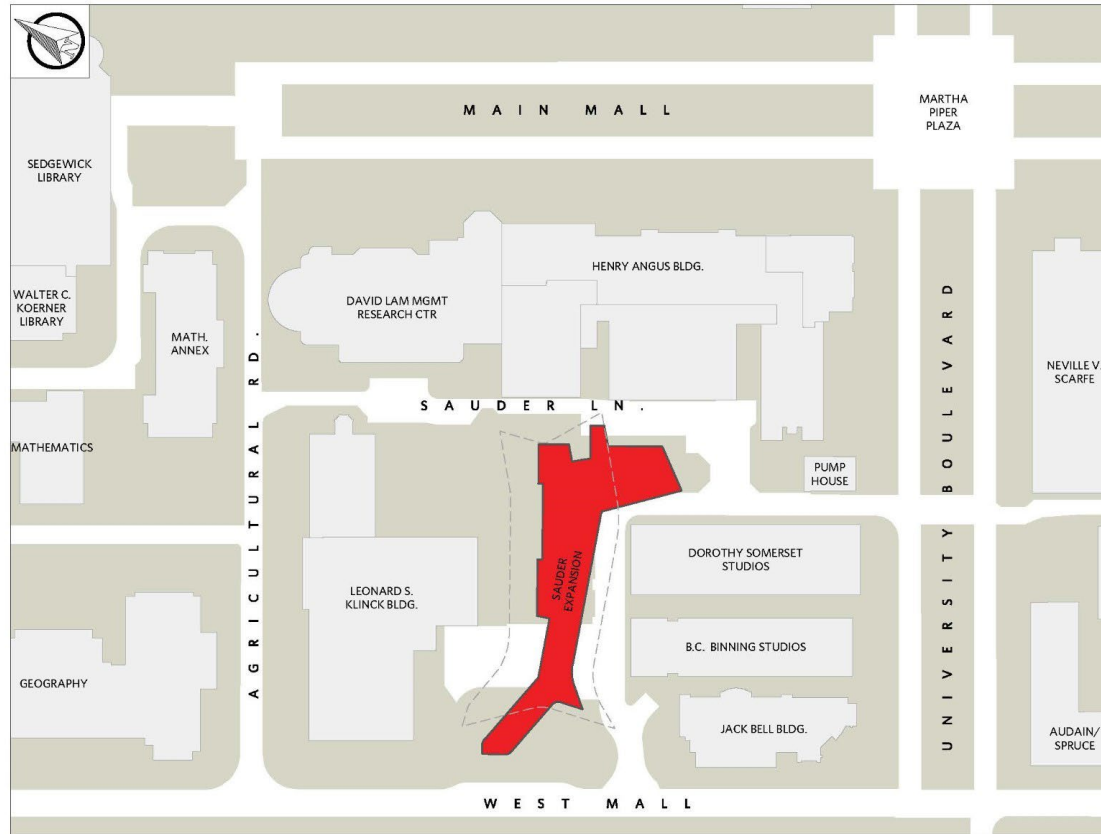 MAIN MALL
MARTHA
PIPER
PLAZA
SEDGEWICK
LIBRARY
HENRY ANGUS BLDG.
WALTER C.
KOERNER
LIBRARY
DAVID LAM MGMT
RESEARCH CTR
MATH.
ANNEX
NEVILLE V.
SCARFE
SAUDER LN.
AGRICULTURAL RD.
UNIVERSITY BOULEVARD
MATHEMATICS
PUMP
HOUSE
DOROTHY SOMERSET
STUDIOS
SAUDER
EXPANSION
LEONARD S.
KLINCK BLDG.
B.C. BINNING STUDIOS
GEOGRAPHY
JACK BELL BLDG.
AUDAIN/
SPRUCE
WEST MALL